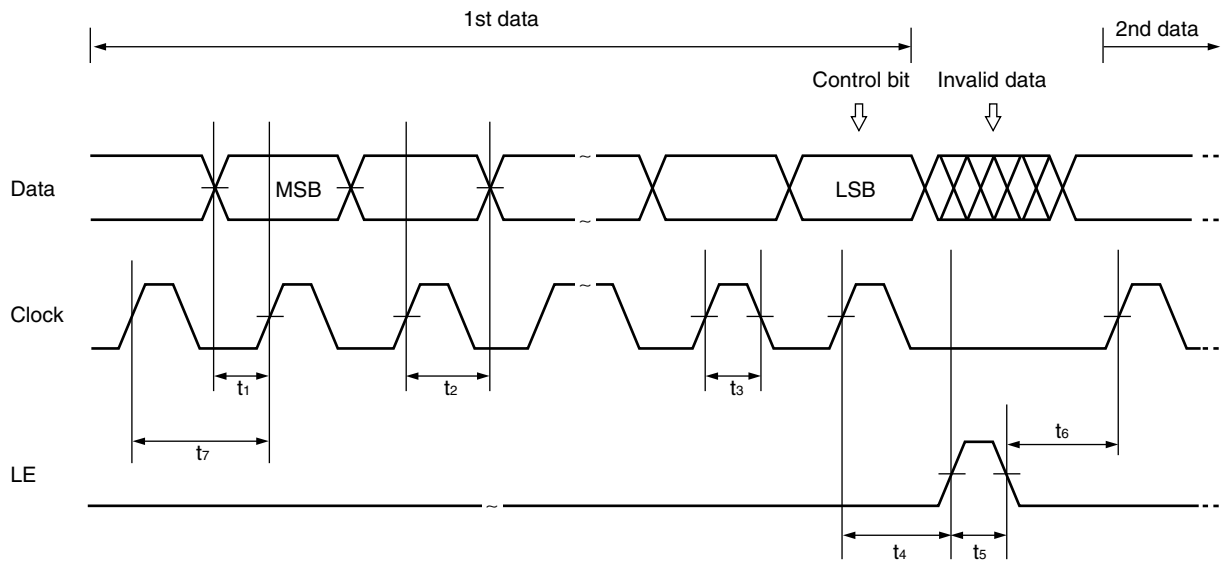 1st data
2nd data
Control bit
Invalid data
Data
MSB
LSB
Clock
t1
t2
t3
t7
t6
LE
t4
t5